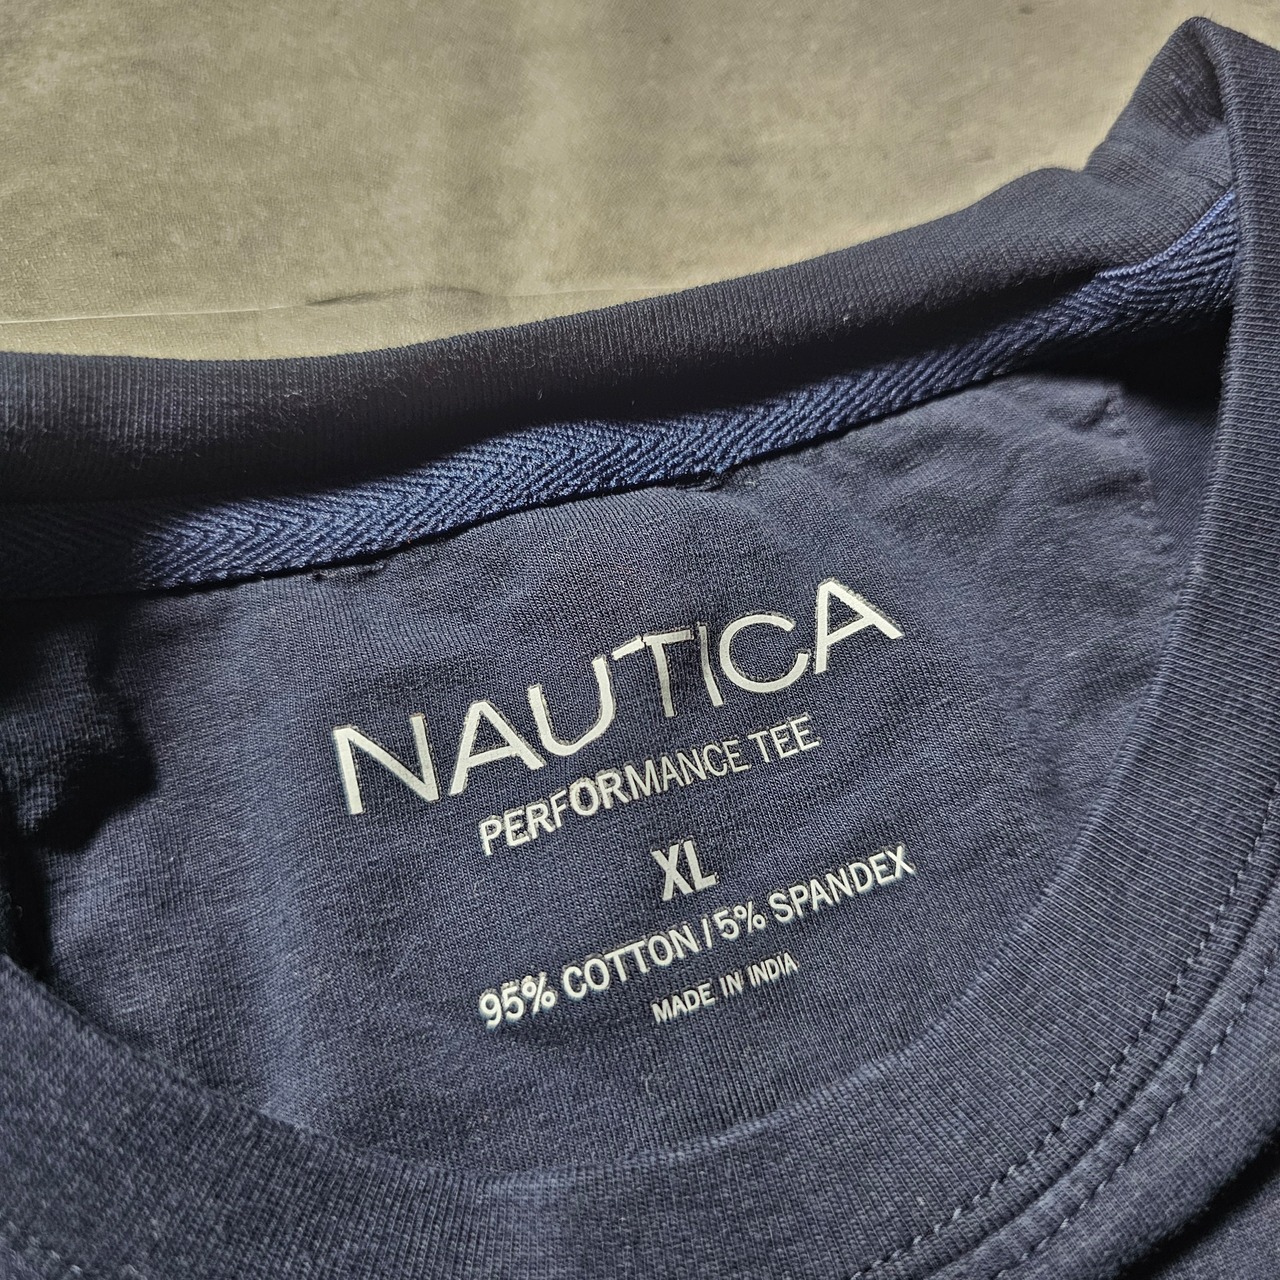 NAUTICA
PERFORMANCE TEE
XL
95% COTTON / 5% SPANDEX
MADE IN INDIA